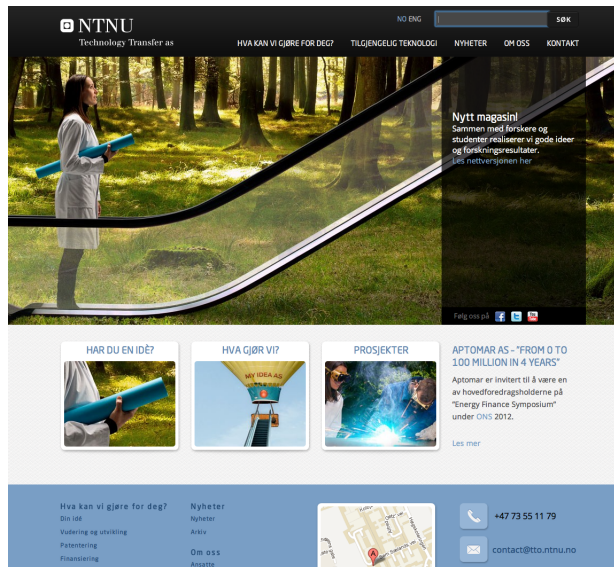 NTNU
Technology Transfer as
NO ENG
SØK
HVA KAN VI GJØRE FOR DEG?
TILGJENGELIG TEKNOLOGI
NYHETER
OM OSS
KONTAKT
Nytt magasin!
Sammen med forskere og
studenter realiserer vi gode ideer
og forskningsresultater.
Les nettversjonen her
Følg oss på
HAR DU EN IDÈ?
HVA GJØR VI?
MY IDEA AS
PROSJEKTER
APTOMAR AS - "FROM 0 TO
100 MILLION IN 4 YEARS"
Aptomar er invitert til å være en
av hovedforedragsholderne på
"Energy Finance Symposium"
under ONS 2012.
Les mer
Hva kan vi gjøre for deg?
Din idé
Vudering og utvikling
Patentering
Finansiering
Nyheter
Nyheter
Arkiv
Om oss
Ansatte
A
+47 73 55 11 79
contact@tto.ntnu.no